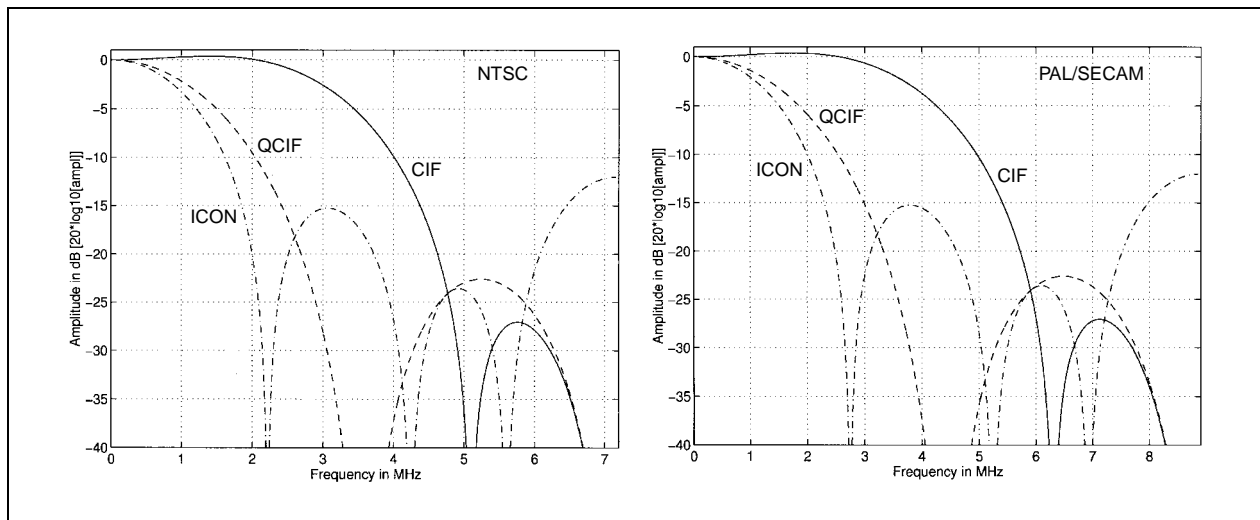 NTSC
QCIF
CIF
ICON
Amplitude in dB [20*log10[ampl]]
0
−5
−10
−15
−20
−25
−30
−35
−40
0 1 2 3 4 5 6 7
Frequency in MHz
PAL/SECAM
QCIF
ICON
CIF
Amplitude in dB [20*log10[ampl]]
0
−5
−10
−15
−20
−25
−30
−35
−40
0 1 2 3 4 5 6 7 8
Frequency in MHz